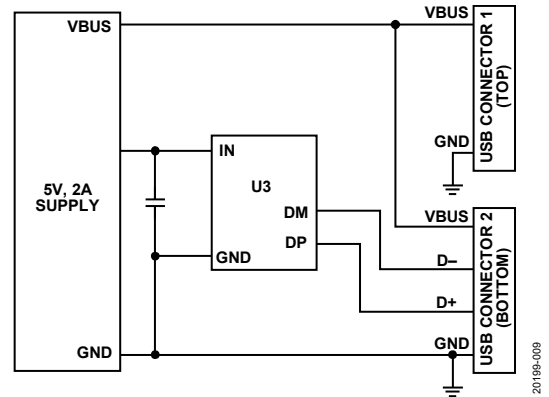 VBUS
VBUS
USB CONNECTOR 1
(TOP)
GND
5V, 2A
SUPPLY
IN
U3
DM
DP
GND
VBUS
D–
D+
GND
USB CONNECTOR 2
(BOTTOM)
GND
20199-009